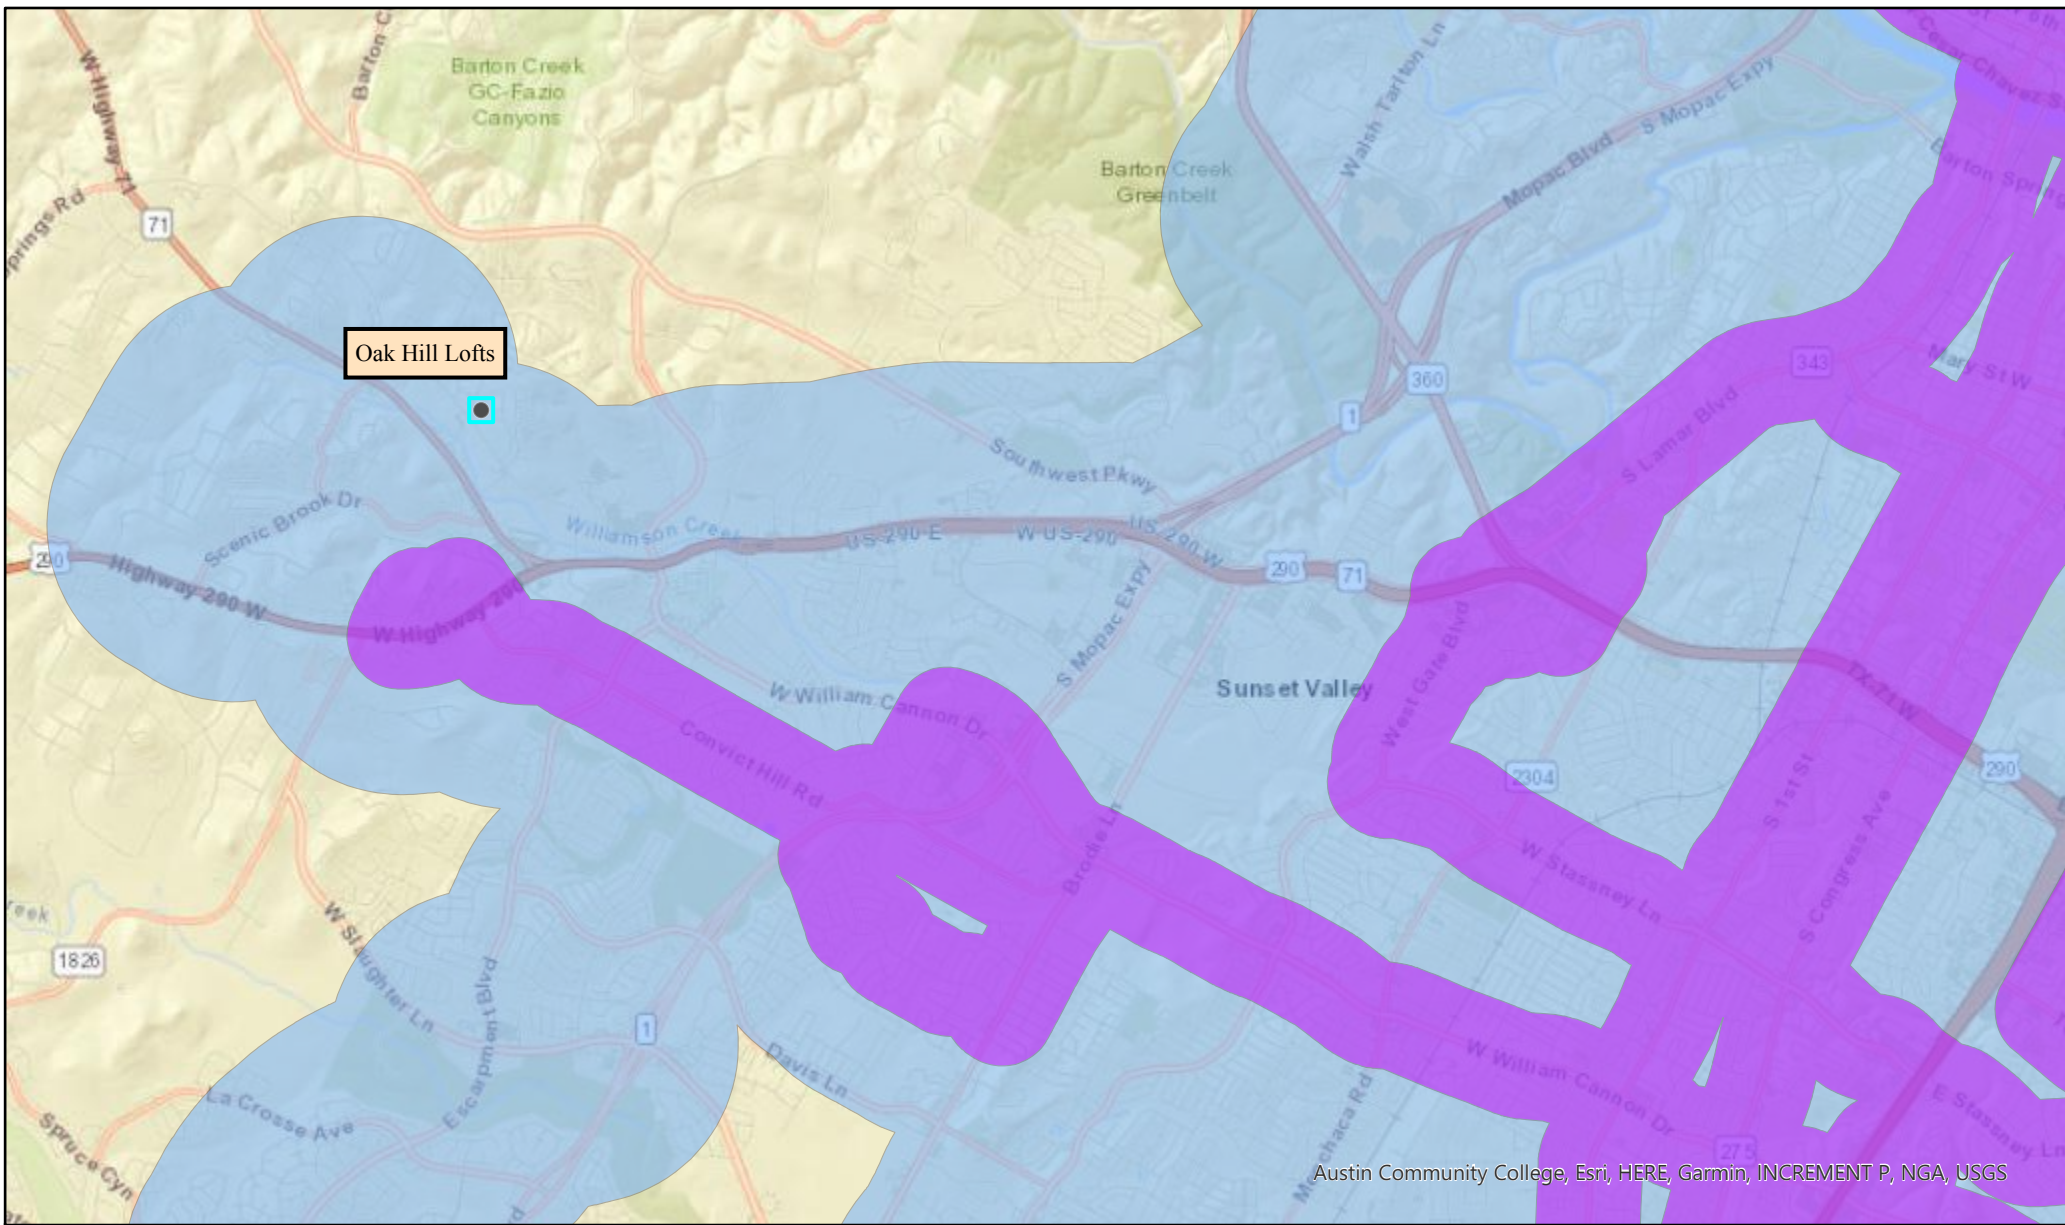 W Highway 71
Barton C
Barton Creek
GC-Fazio
Canyons
Walsh Tarlton Ln
S Mopac Expy
Cesar Chavez S
Barton Creek
Greenbelt
Mopac Blvd
Barton Spring
prings Rd
71
Oak Hill Lofts
360
343
Mary St W
1
S Lamar Blvd
Southwest Pkwy
Scenic Brook Dr
Williamson Creek
US-290 E
W US-290
US-290 W
290
Highway 290 W
W Highway 290
290
71
S Mopac Expy
West Gate Blvd
Sunset Valley
TX-71 W
W William Cannon Dr
Convict Hill Rd
2304
290
S 1st St
Brodie Ln
W Stassney Ln
S Congress Ave
reek
1826
W Slaughter Ln
Escarpment Blvd
1
Davis Ln
La Crosse Ave
W William Cannon Dr
E Stassney Ln
Spruce Cyn
Menchaca Rd
275
Austin Community College, Esri, HERE, Garmin, INCREMENT P, NGA, USGS